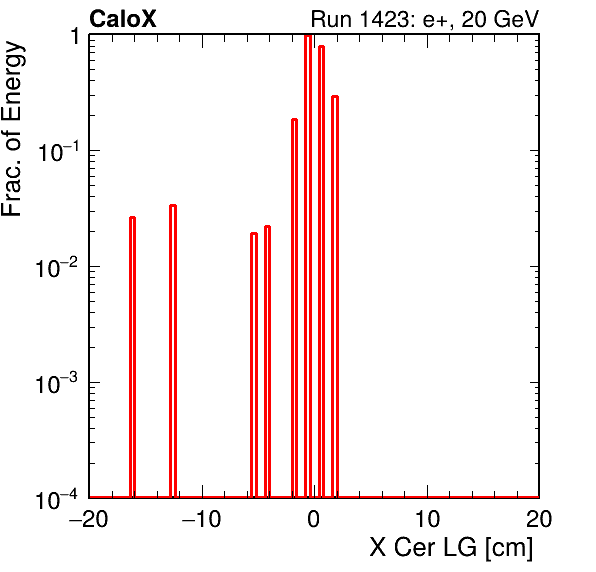 CaloX Run 1423: e+, 20 GeV
Frac. of Energy
1
10⁻¹
10⁻²
10⁻³
10⁻⁴
−20 −10 0 10 20
X Cer LG [cm]